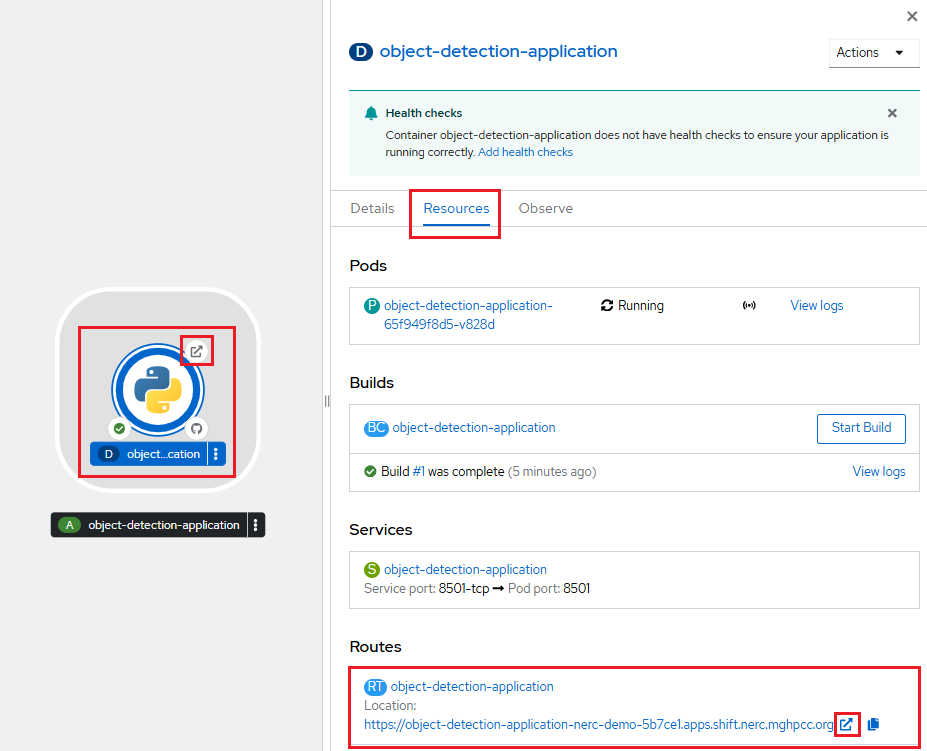 D object...cation
A object-detection-application
D object-detection-application
Actions
Health checks
Container object-detection-application does not have health checks to ensure your application is
running correctly. Add health checks
Details Resources Observe
Pods
P object-detection-application-
65f949f8d5-v828d
Running
View logs
Builds
BC object-detection-application
Start Build
Build #1 was complete (5 minutes ago)
View logs
Services
S object-detection-application
Service port: 8501-tcp → Pod port: 8501
Routes
RT object-detection-application
Location:
https://object-detection-application-nerc-demo-5b7ce1.apps.shift.nerc.mghpcc.org